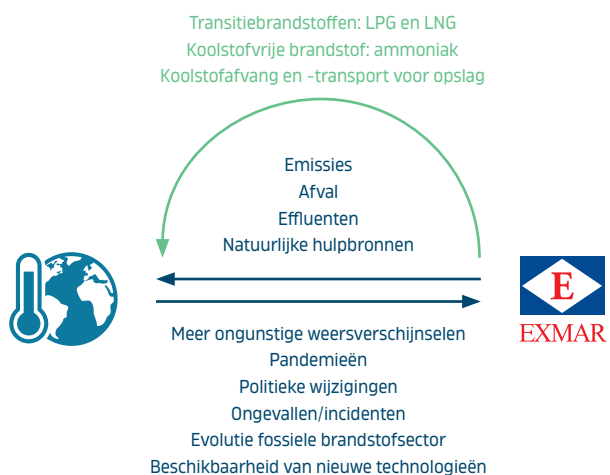 Transitiebrandstoffen: LPG en LNG
Koolstofvrije brandstof: ammoniak
Koolstofafvang en -transport voor opslag
Emissies
Afval
Effluenten
Natuurlijke hulpbronnen
E
EXMAR
Meer ongunstige weersverschijnselen
Pandemieën
Politieke wijzigingen
Ongevallen/incidenten
Evolutie fossiele brandstofsector
Beschikbaarheid van nieuwe technologieën